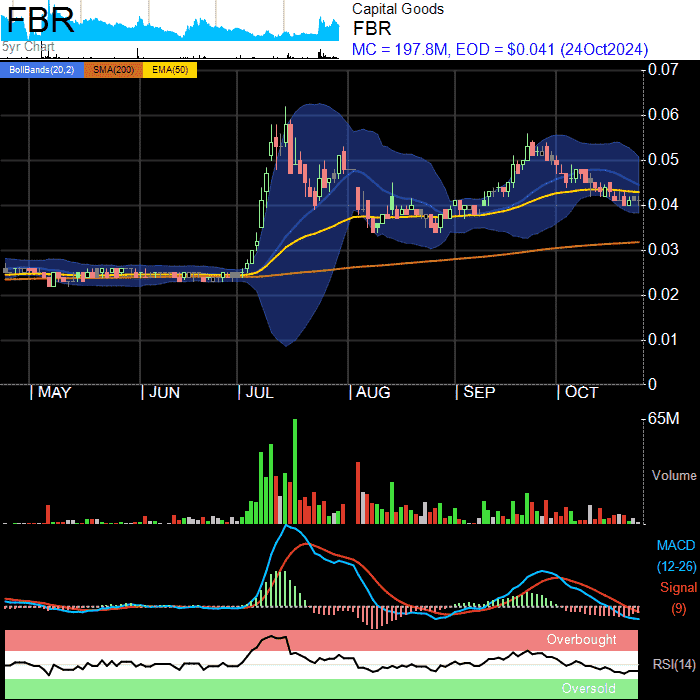 FBR
5yr Chart
Capital Goods
FBR
MC = 197.8M, EOD = $0.041 (24Oct2024)
BollBands(20,2) SMA(200) EMA(50)
0.07
0.06
0.05
0.04
0.03
0.02
0.01
0
MAY JUN JUL AUG SEP OCT
65M
Volume
MACD
(12-26)
Signal
(9)
Overbought
RSI(14)
Oversold